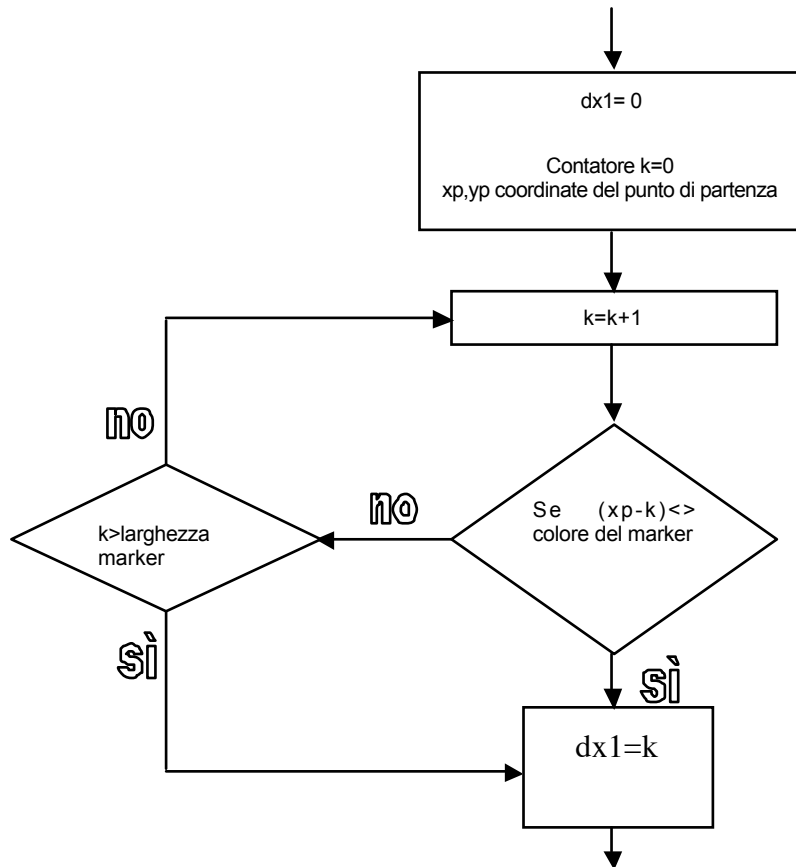 dx1= 0
Contatore k=0
xp,yp coordinate del punto di partenza
k=k+1
no
no
Se (xp-k)<>
colore del marker
k>larghezza
marker
sì
sì
dx1=k